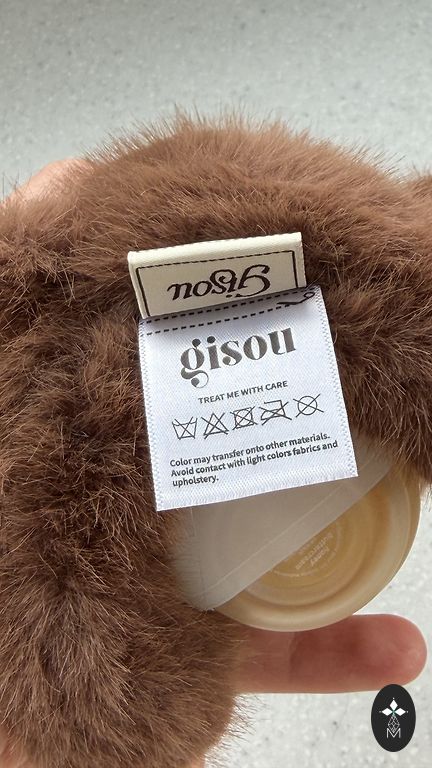 gisou
gisou
TREAT ME WITH CARE
Color may transfer onto other materials.
Avoid contact with light colors fabrics and
upholstery.
honey